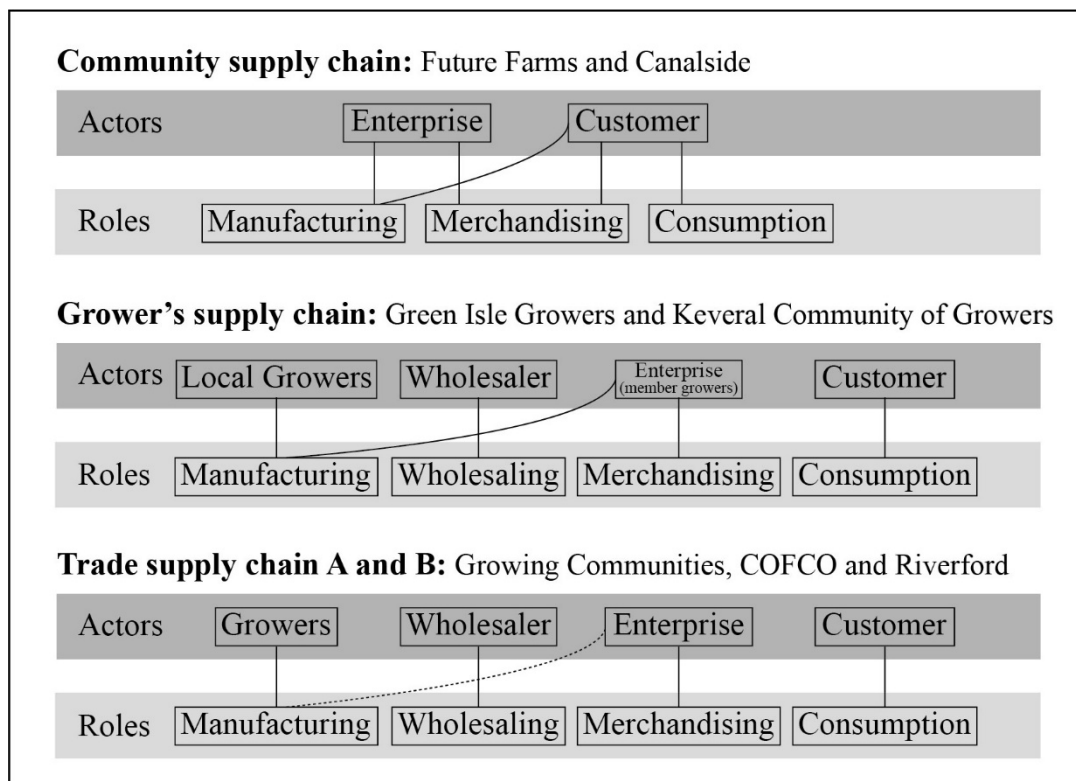 Community supply chain: Future Farms and Canalside
Actors Enterprise Customer
Roles Manufacturing Merchandising Consumption
Grower’s supply chain: Green Isle Growers and Keveral Community of Growers
Actors Local Growers Wholesaler Enterprise (member growers) Customer
Roles Manufacturing Wholesaling Merchandising Consumption
Trade supply chain A and B: Growing Communities, COFCO and Riverford
Actors Growers Wholesaler Enterprise Customer
Roles Manufacturing Wholesaling Merchandising Consumption